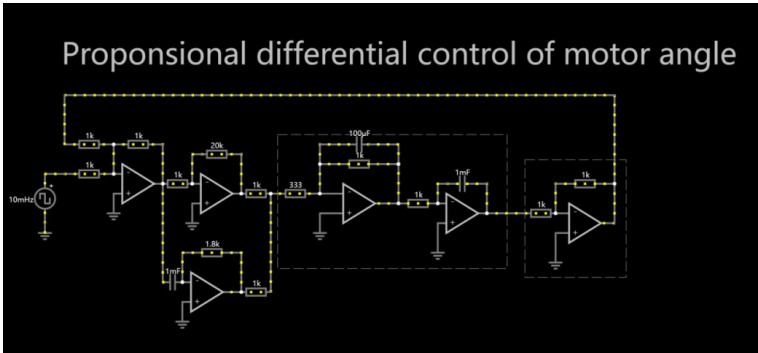 Proponsional differential control of motor angle
100µF
1k 1k 20k 1k
1k 1k 1k 333 1mF 1k
10mHz 1k 1k
1.8k
1mF 1k